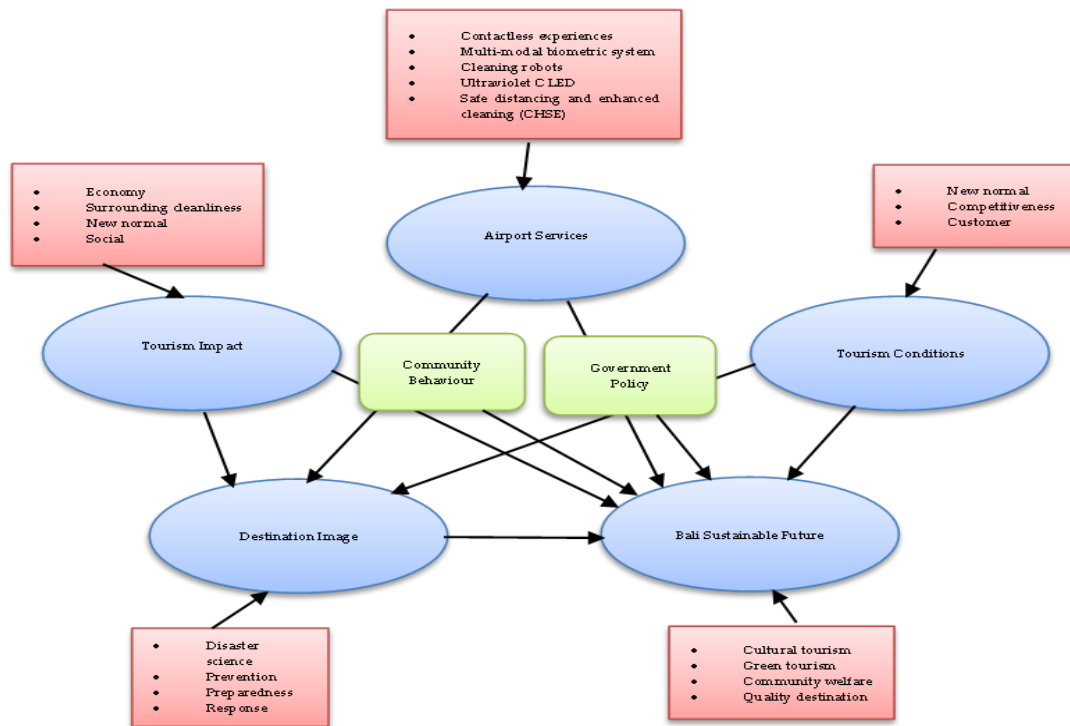 • Contactless experiences
• Multi-modal biometric system
• Cleaning robots
• Ultraviolet C LED
• Safe distancing and enhanced
cleaning (CHSE)
• Economy
• Surrounding cleanliness
• New normal
• Social
• New normal
• Competitiveness
• Customer
Airport Services
Tourism Impact
Community
Behaviour
Government
Policy
Tourism Conditions
Destination Image
Bali Sustainable Future
• Disaster
science
• Prevention
• Preparedness
• Response
• Cultural tourism
• Green tourism
• Community welfare
• Quality destination